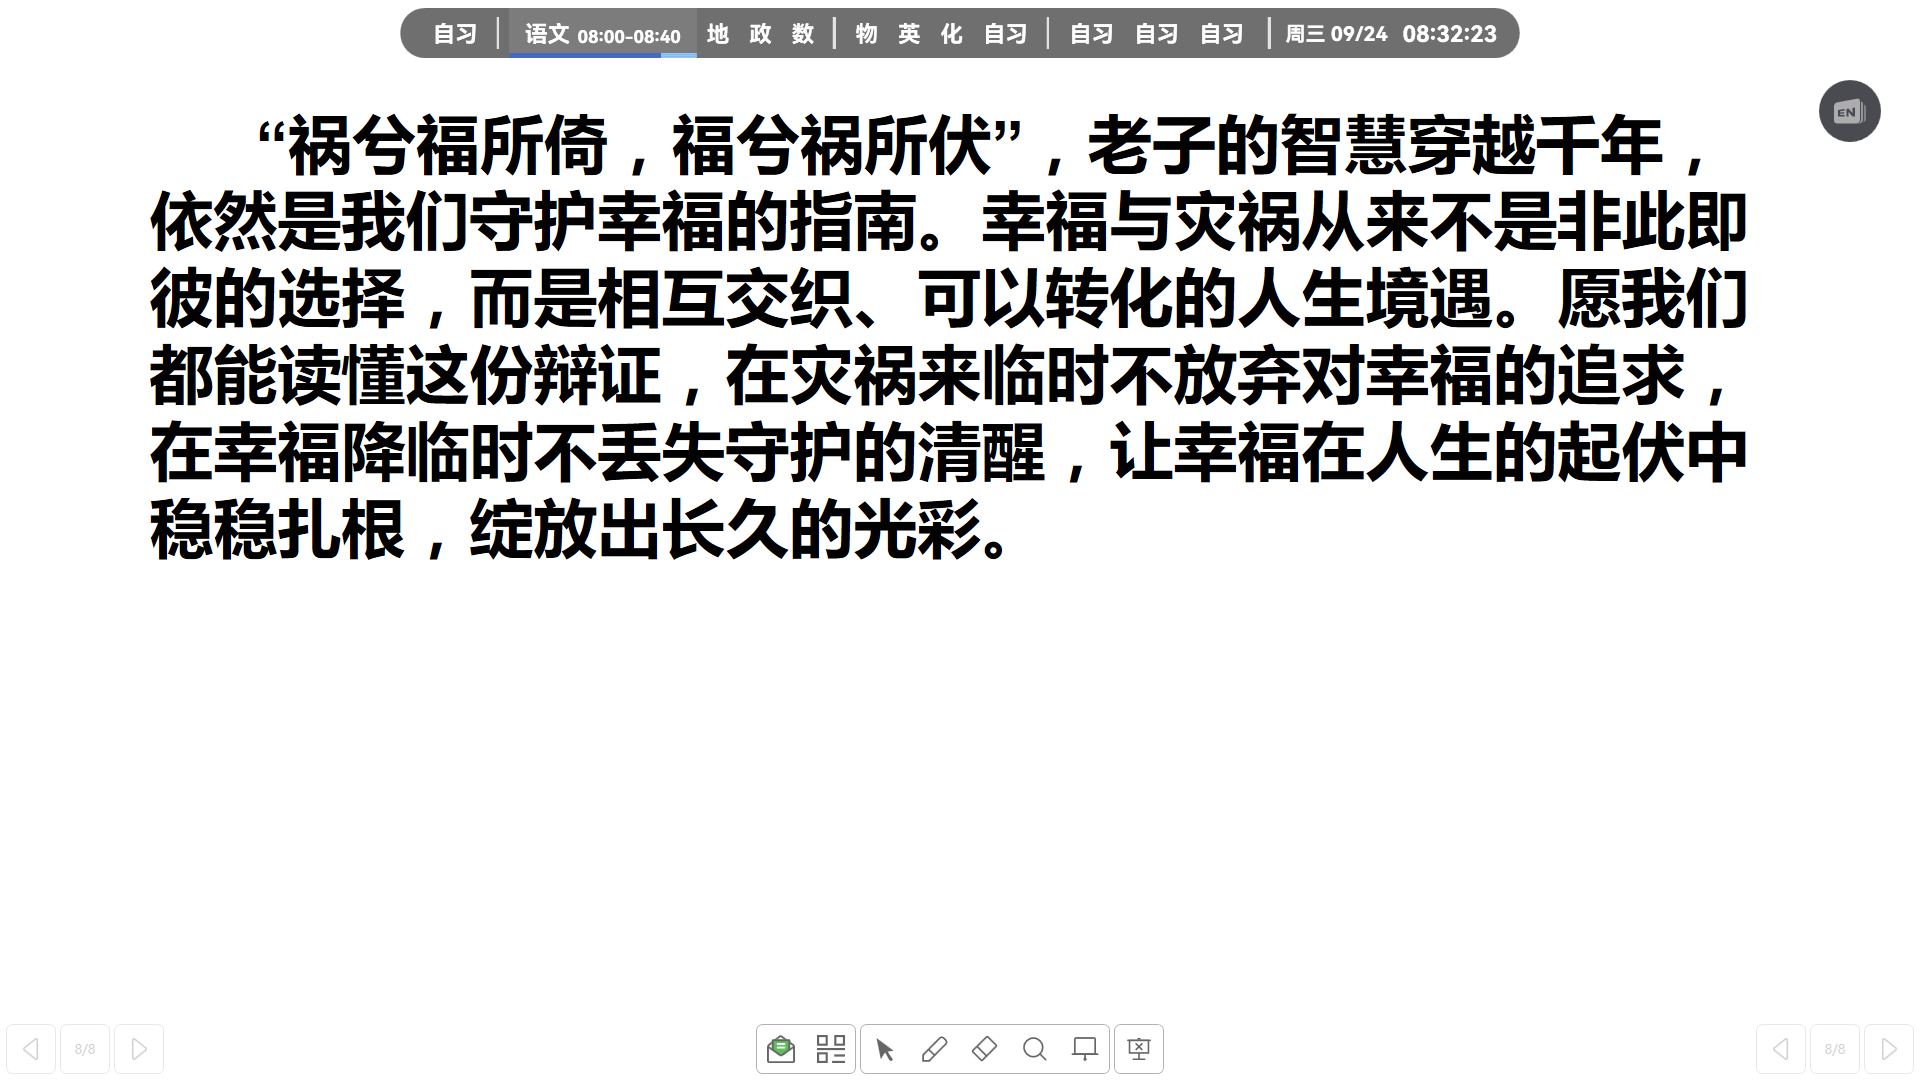 自习 语文 08:00-08:40 地 政 数 物 英 化 自习 自习 自习 自习 周三 09/24 08:32:23
EN
“祸兮福所倚，福兮祸所伏”，老子的智慧穿越千年，
依然是我们守护幸福的指南。幸福与灾祸从来不是非此即
彼的选择，而是相互交织、可以转化的人生境遇。愿我们
都能读懂这份辩证，在灾祸来临时不放弃对幸福的追求，
在幸福降临时不丢失守护的清醒，让幸福在人生的起伏中
稳稳扎根，绽放出长久的光彩。
8/8 8/8